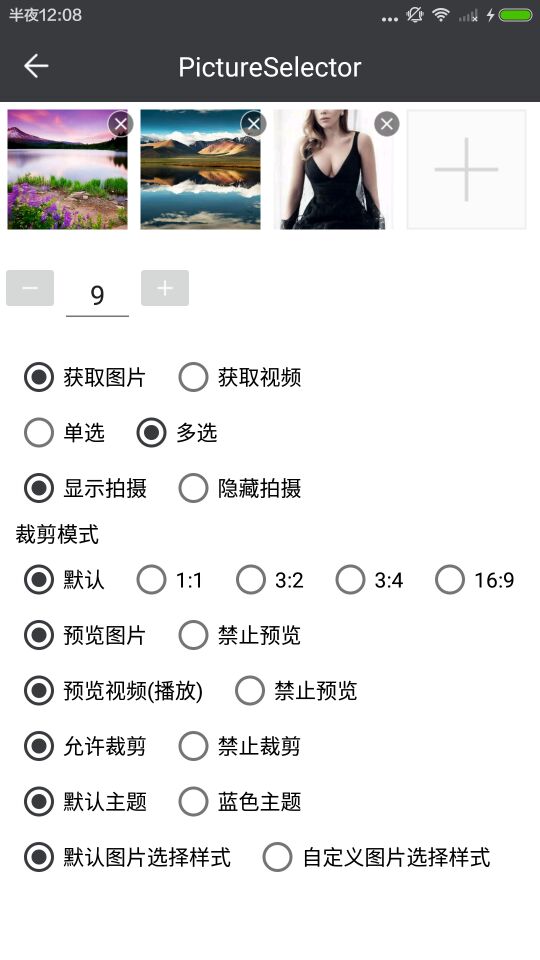 半夜12:08
PictureSelector
9
获取图片 获取视频
单选 多选
显示拍摄 隐藏拍摄
裁剪模式
默认 1:1 3:2 3:4 16:9
预览图片 禁止预览
预览视频(播放) 禁止预览
允许裁剪 禁止裁剪
默认主题 蓝色主题
默认图片选择样式 自定义图片选择样式